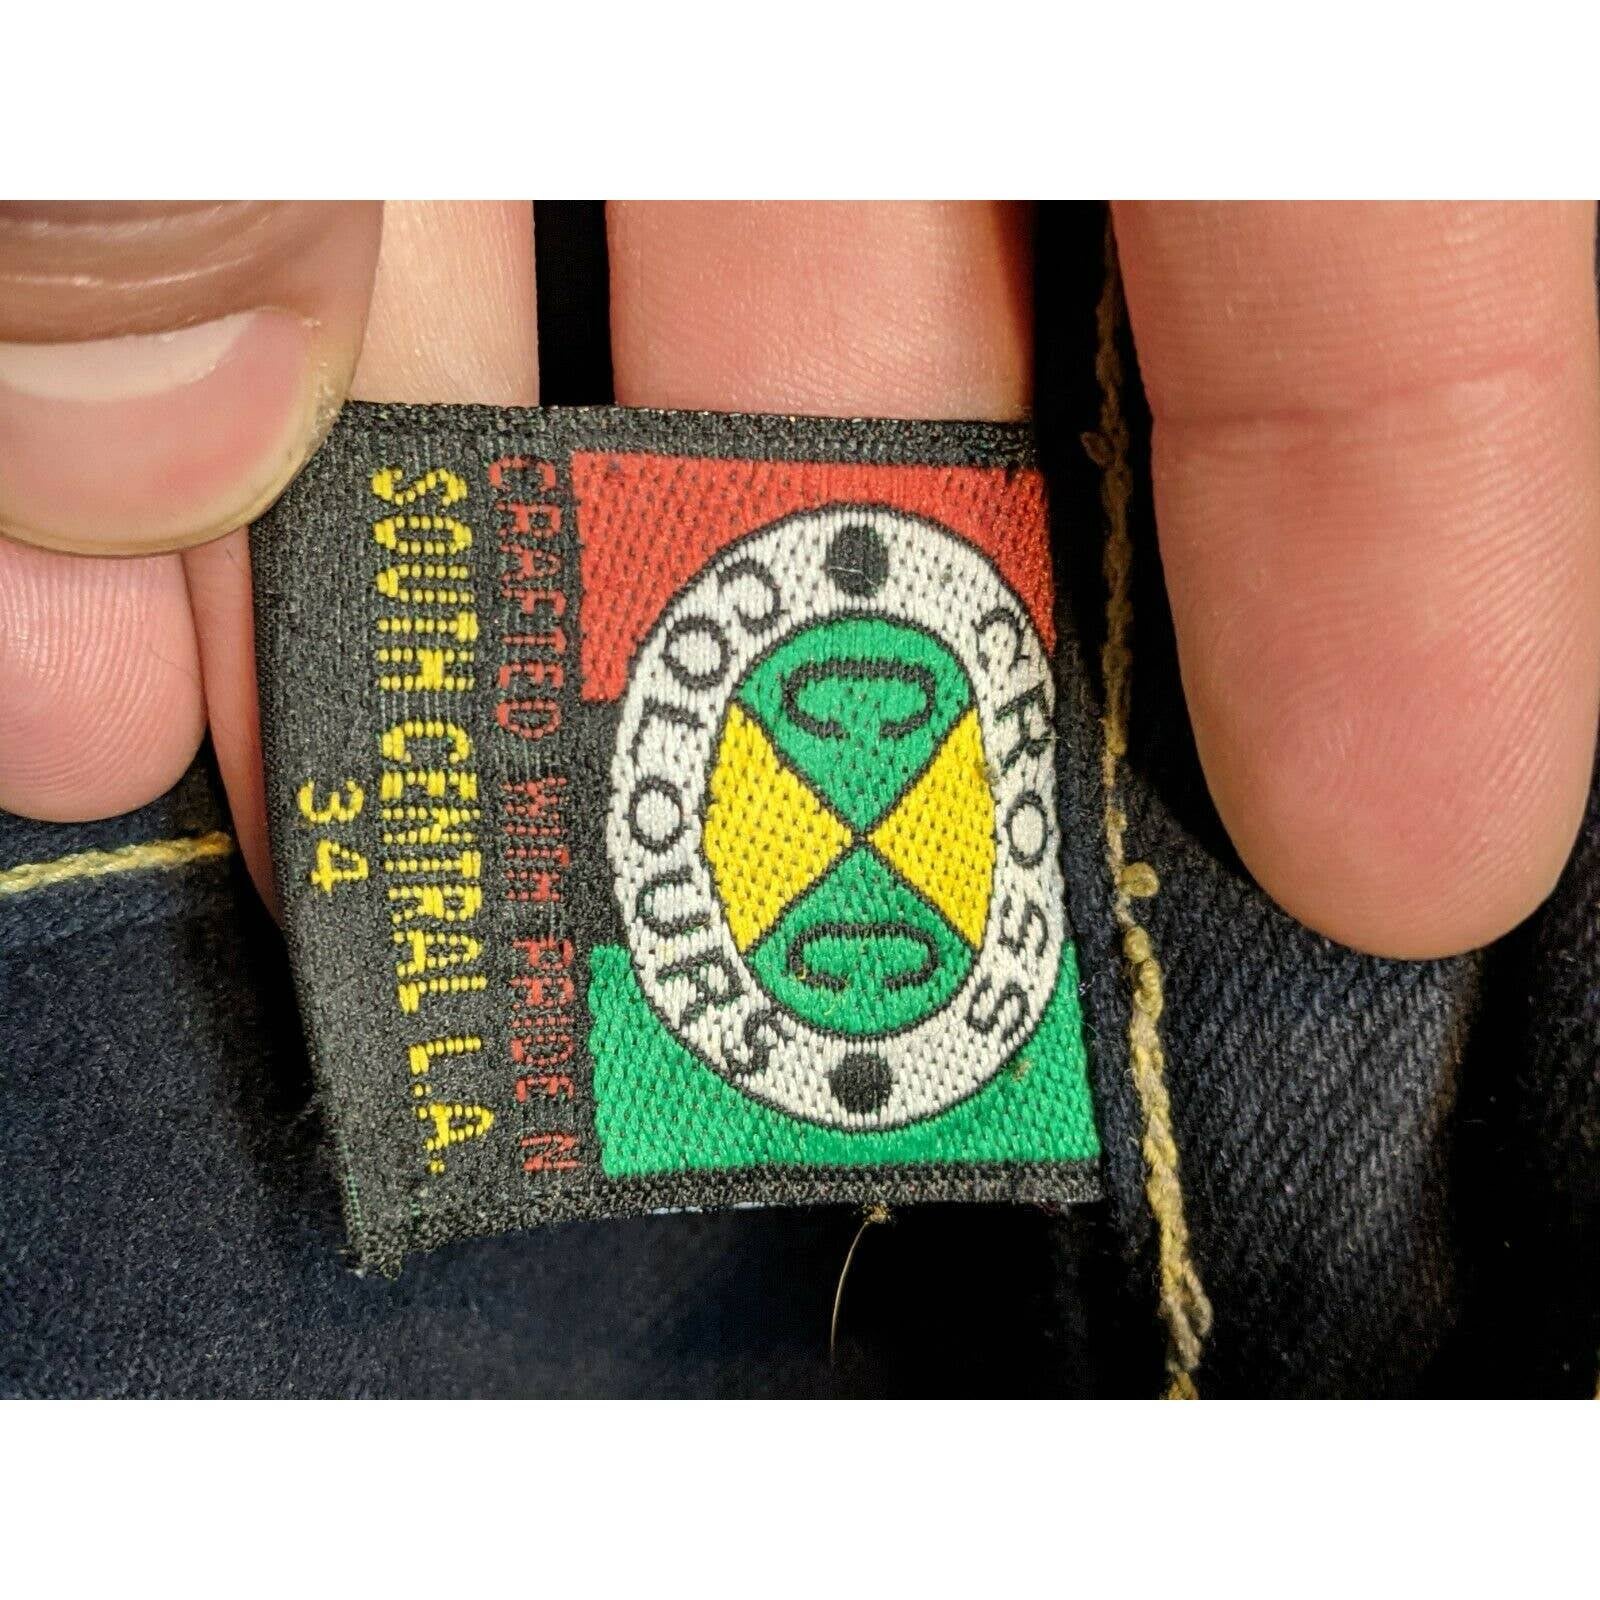 CROSS
C C
COLOURS
CRAFTED WITH PRIDE IN
SOUTH CENTRAL L.A.
34